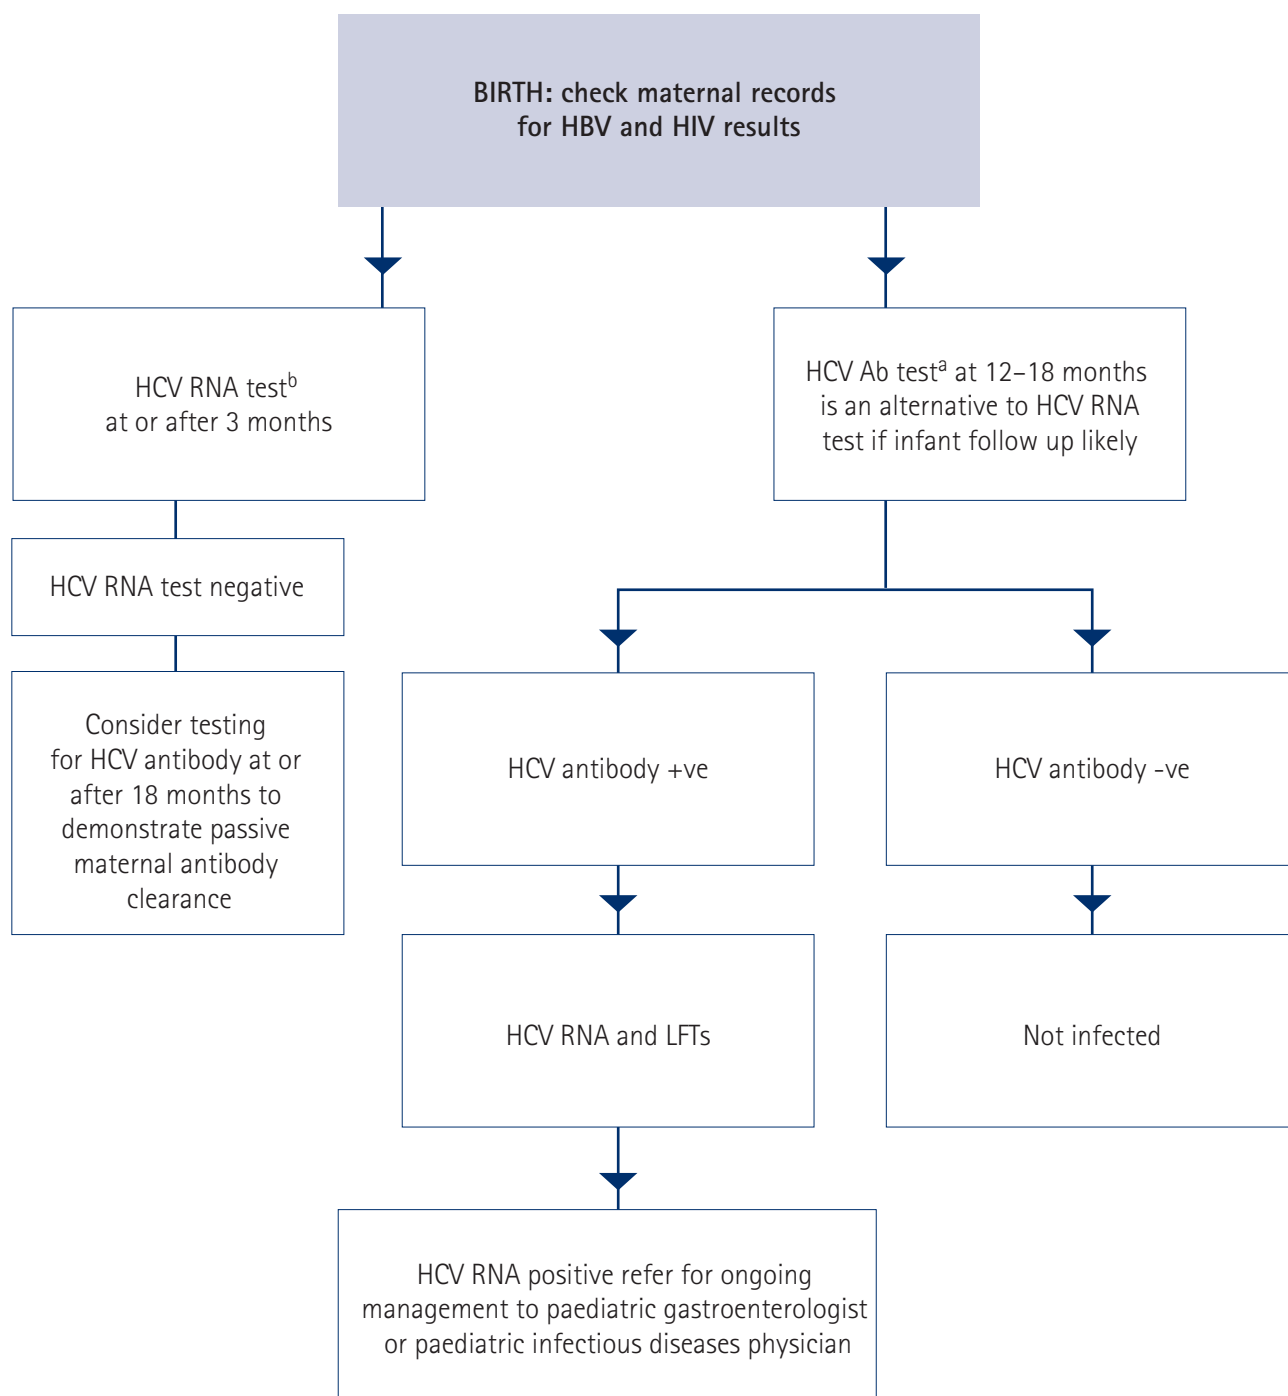 BIRTH: check maternal records
for HBV and HIV results
HCV RNA testb
at or after 3 months
HCV Ab testa at 12–18 months
is an alternative to HCV RNA
test if infant follow up likely
HCV RNA test negative
Consider testing
for HCV antibody at or
after 18 months to
demonstrate passive
maternal antibody
clearance
HCV antibody +ve
HCV antibody -ve
HCV RNA and LFTs
Not infected
HCV RNA positive refer for ongoing
management to paediatric gastroenterologist
or paediatric infectious diseases physician